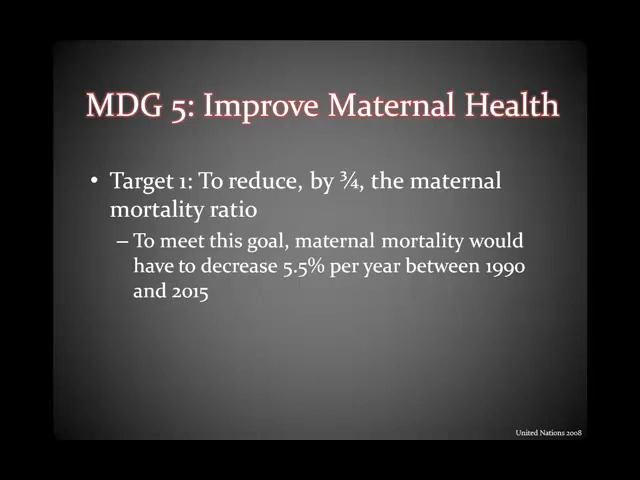 MDG 5: Improve Maternal Health
• Target 1: To reduce, by ¾, the maternal
mortality ratio
– To meet this goal, maternal mortality would
have to decrease 5.5% per year between 1990
and 2015
United Nations 2008